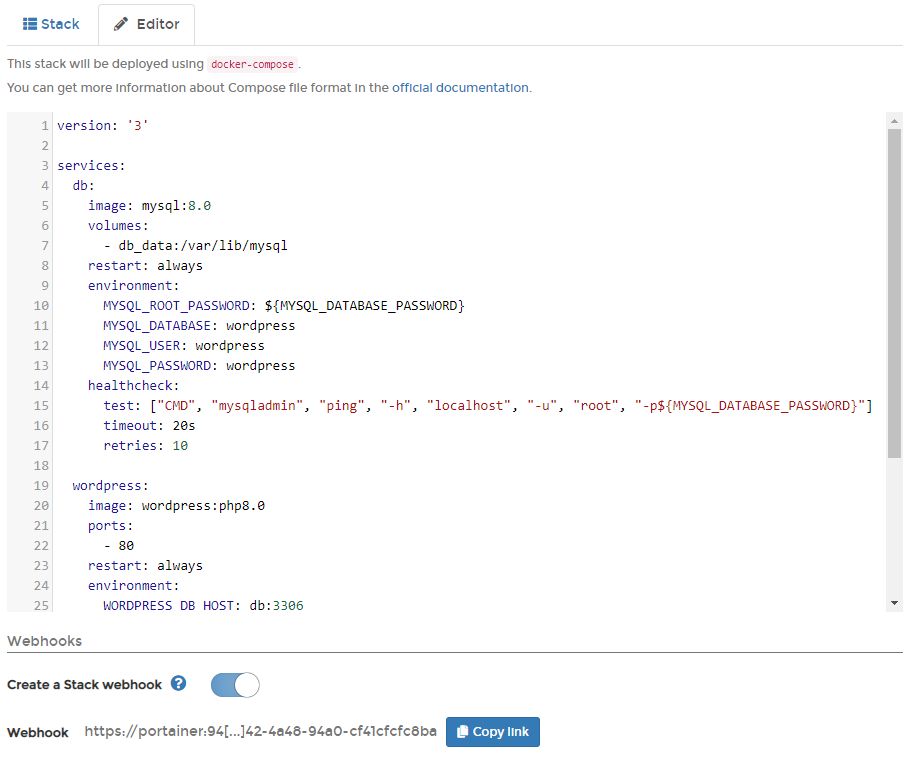 Stack Editor
This stack will be deployed using docker-compose .
You can get more information about Compose file format in the official documentation.
1 version: '3'
2
3 services:
4   db:
5     image: mysql:8.0
6     volumes:
7       - db_data:/var/lib/mysql
8     restart: always
9     environment:
10       MYSQL_ROOT_PASSWORD: ${MYSQL_DATABASE_PASSWORD}
11       MYSQL_DATABASE: wordpress
12       MYSQL_USER: wordpress
13       MYSQL_PASSWORD: wordpress
14     healthcheck:
15       test: ["CMD", "mysqladmin", "ping", "-h", "localhost", "-u", "root", "-p${MYSQL_DATABASE_PASSWORD}"]
16       timeout: 20s
17       retries: 10
18
19   wordpress:
20     image: wordpress:php8.0
21     ports:
22       - 80
23     restart: always
24     environment:
25       WORDPRESS_DB_HOST: db:3306
Webhooks
Create a Stack webhook ?
Webhook https://portainer:94[...]42-4a48-94a0-cf41cfcfc8ba Copy link